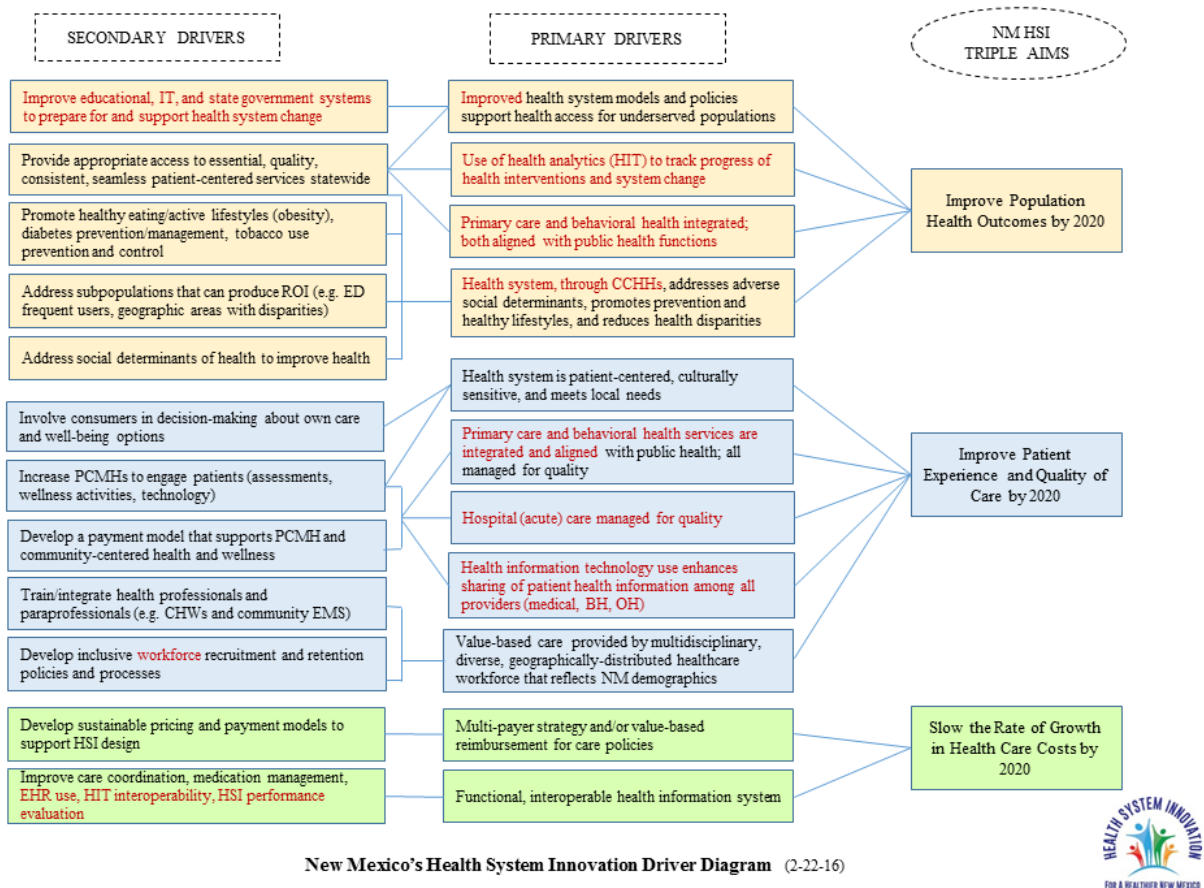 SECONDARY DRIVERS
PRIMARY DRIVERS
NM HSI
TRIPLE AIMS
Improve educational, IT, and state government systems
to prepare for and support health system change
Provide appropriate access to essential, quality,
consistent, seamless patient-centered services statewide
Promote healthy eating/active lifestyles (obesity),
diabetes prevention/management, tobacco use
prevention and control
Address subpopulations that can produce ROI (e.g. ED
frequent users, geographic areas with disparities)
Address social determinants of health to improve health
Improved health system models and policies
support health access for underserved populations
Use of health analytics (HIT) to track progress of
health interventions and system change
Primary care and behavioral health integrated;
both aligned with public health functions
Health system, through CCHHs, addresses adverse
social determinants, promotes prevention and
healthy lifestyles, and reduces health disparities
Improve Population
Health Outcomes by 2020
Involve consumers in decision-making about own care
and well-being options
Increase PCMHs to engage patients (assessments,
wellness activities, technology)
Develop a payment model that supports PCMH and
community-centered health and wellness
Train/integrate health professionals and
paraprofessionals (e.g. CHWs and community EMS)
Develop inclusive workforce recruitment and retention
policies and processes
Health system is patient-centered, culturally
sensitive, and meets local needs
Primary care and behavioral health services are
integrated and aligned with public health; all
managed for quality
Hospital (acute) care managed for quality
Health information technology use enhances
sharing of patient health information among all
providers (medical, BH, OH)
Value-based care provided by multidisciplinary,
diverse, geographically-distributed healthcare
workforce that reflects NM demographics
Improve Patient
Experience and Quality of
Care by 2020
Develop sustainable pricing and payment models to
support HSI design
Improve care coordination, medication management,
EHR use, HIT interoperability, HSI performance
evaluation
Multi-payer strategy and/or value-based
reimbursement for care policies
Functional, interoperable health information system
Slow the Rate of Growth
in Health Care Costs by
2020
New Mexico's Health System Innovation Driver Diagram (2-22-16)
HEALTH SYSTEM INNOVATION
FOR A HEALTHIER NEW MEXICO